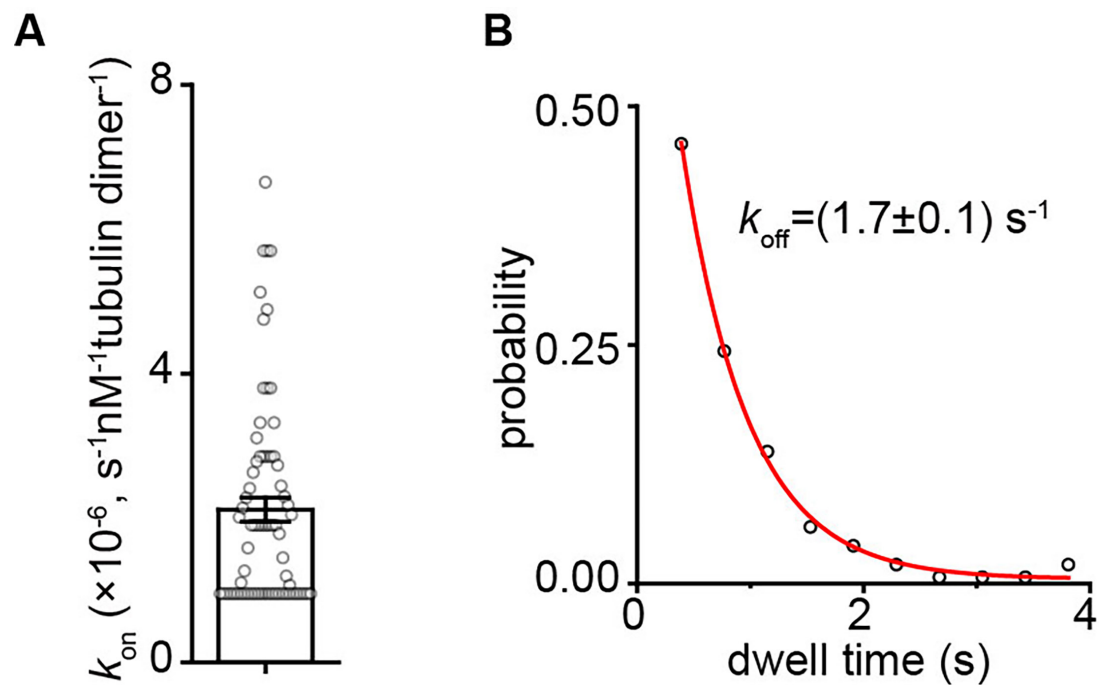 A
B
k_on (×10⁻⁶, s⁻¹nM⁻¹tubulin dimer⁻¹)
8
4
0
probability
0.50
0.25
0.00
k_off=(1.7±0.1) s⁻¹
0
2
4
dwell time (s)